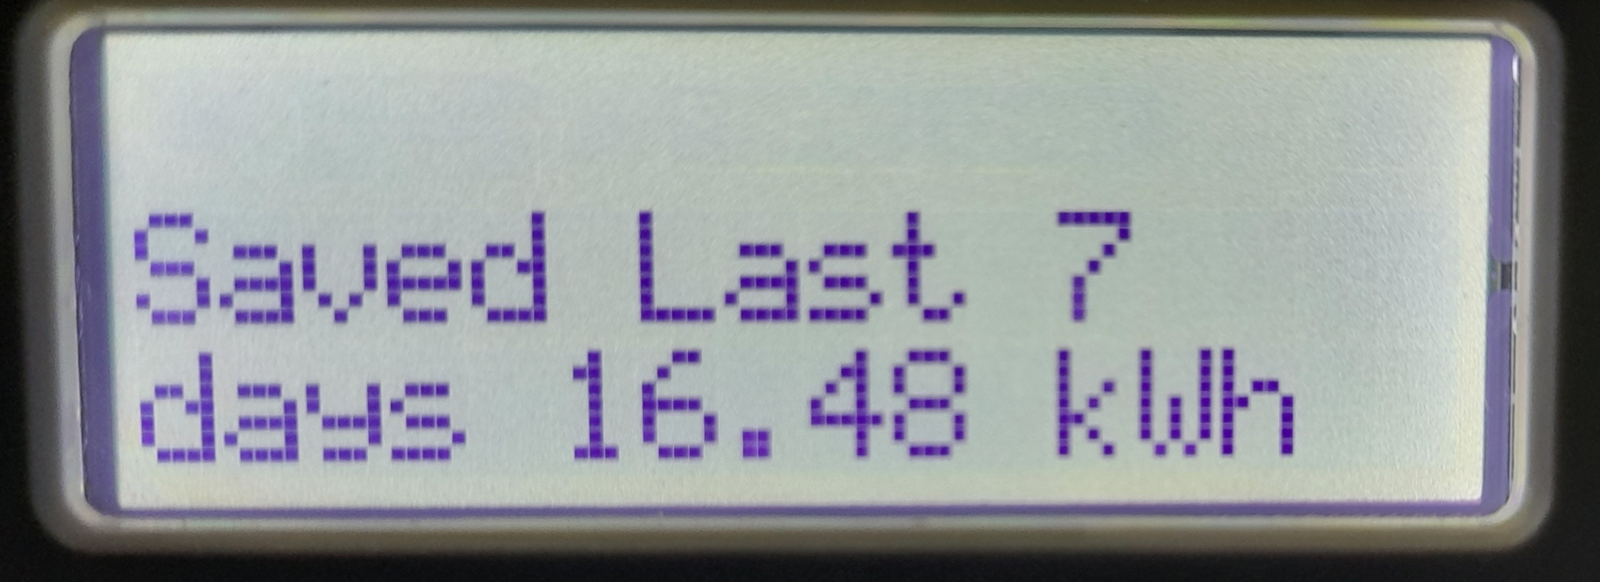 Saved Last 7
days 16.48 kWh